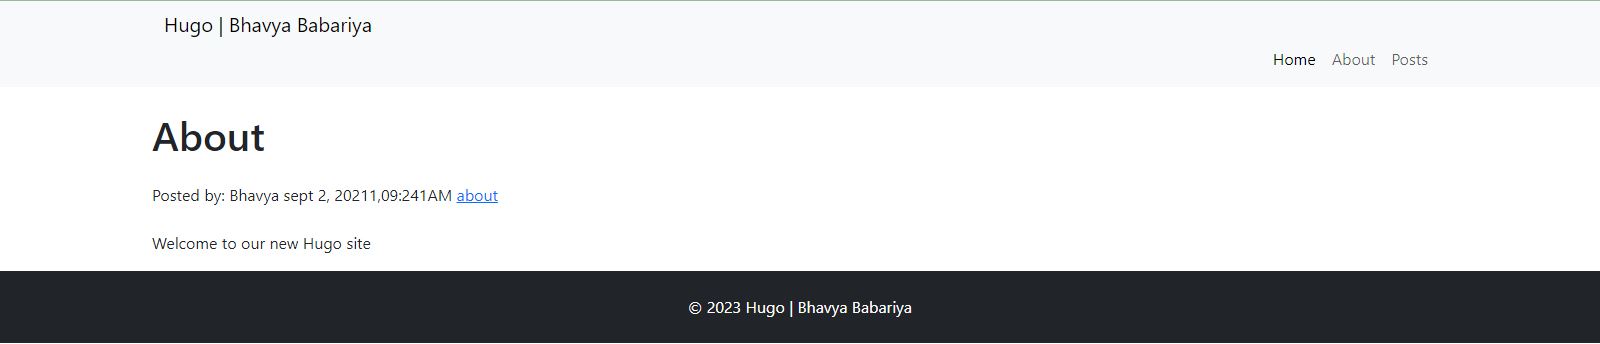 Hugo | Bhavya Babariya
Home About Posts
About
Posted by: Bhavya sept 2, 20211,09:241AM about
Welcome to our new Hugo site
© 2023 Hugo | Bhavya Babariya